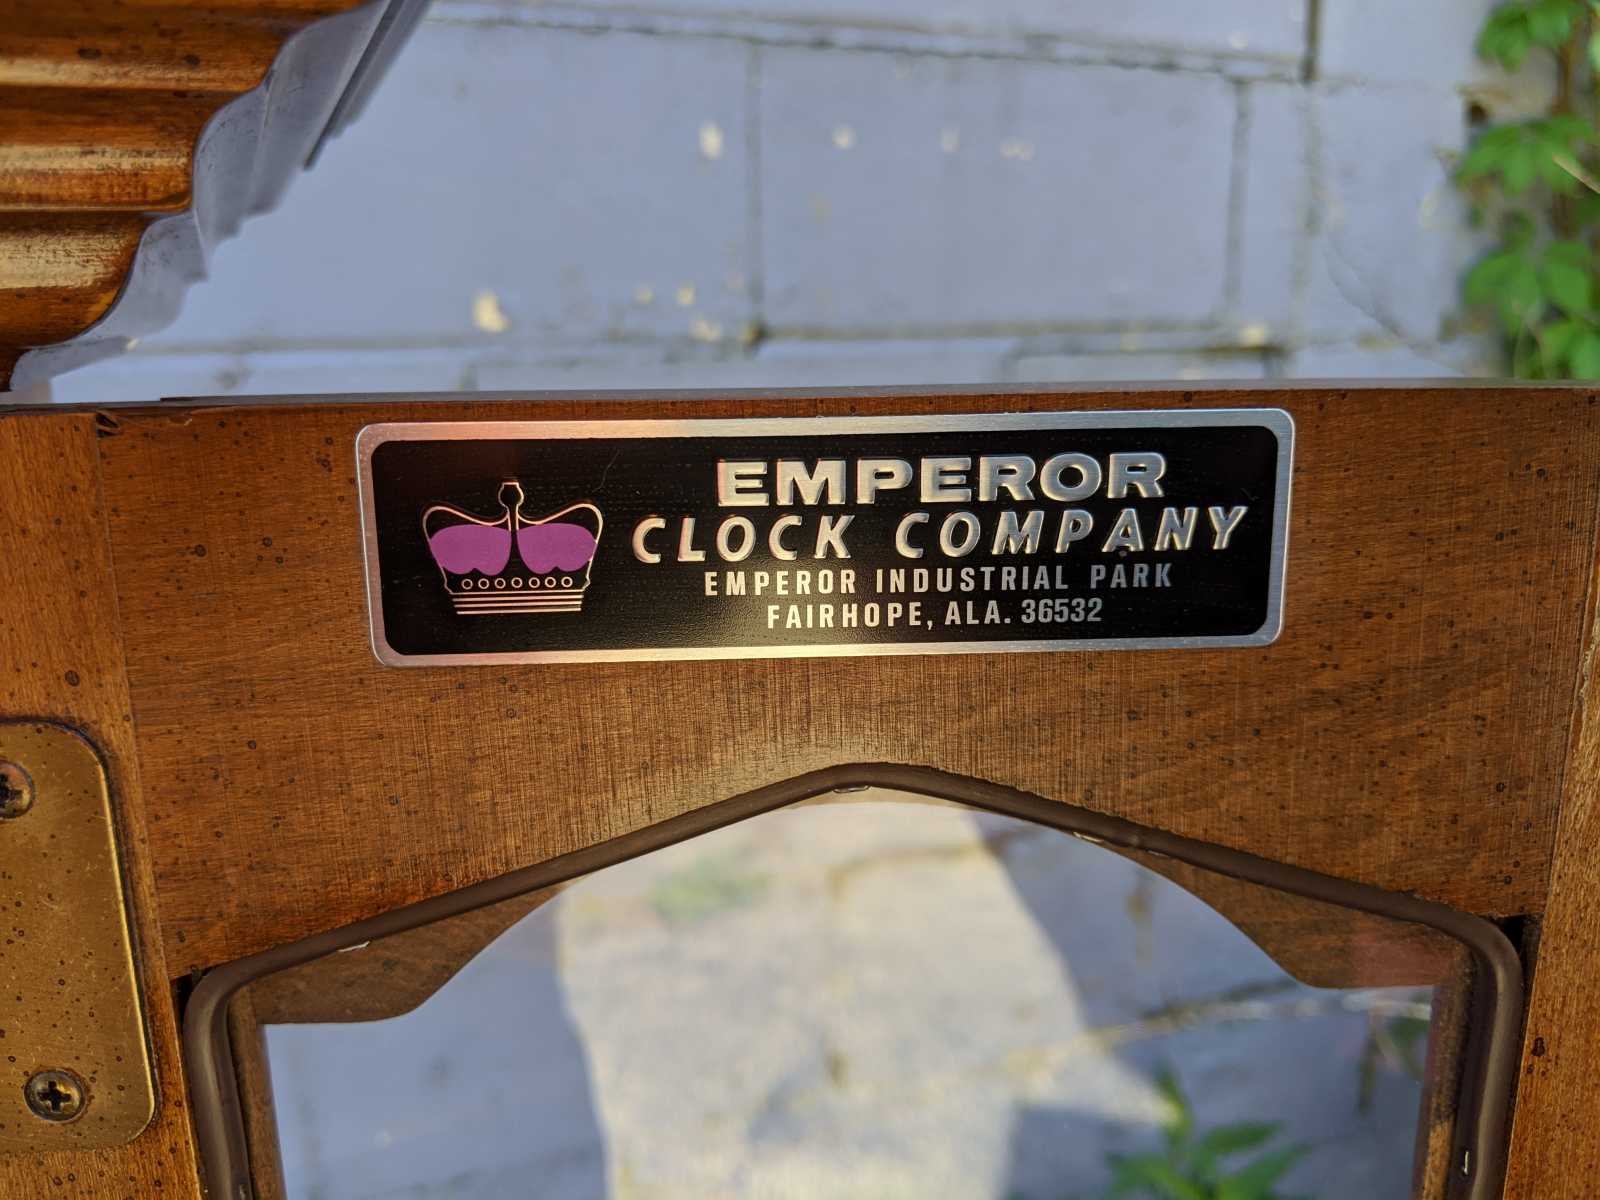 EMPEROR
CLOCK COMPANY
EMPEROR INDUSTRIAL PARK
FAIRHOPE, ALA. 36532